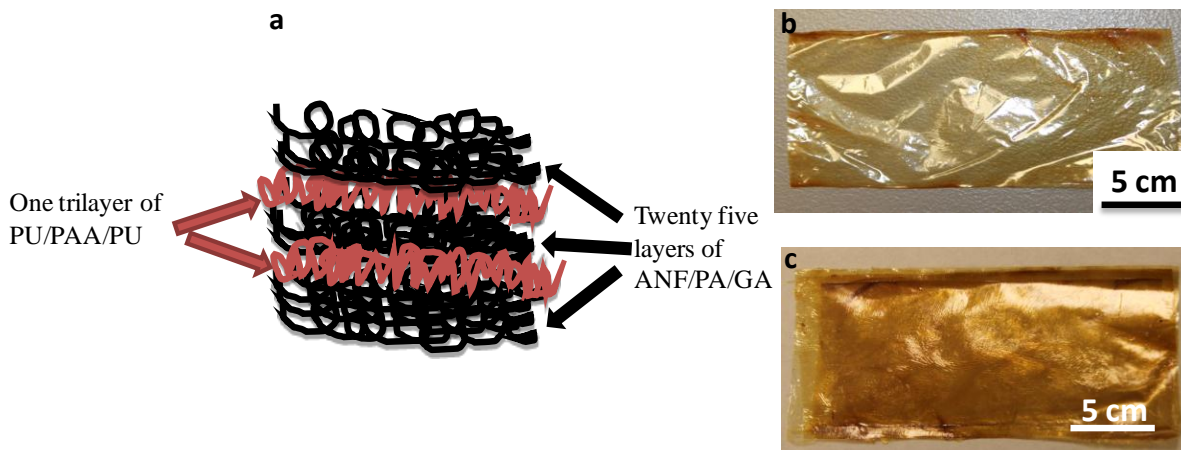 a
One trilayer of
PU/PAA/PU
Twenty five
layers of
ANF/PA/GA
b
5 cm
c
5 cm